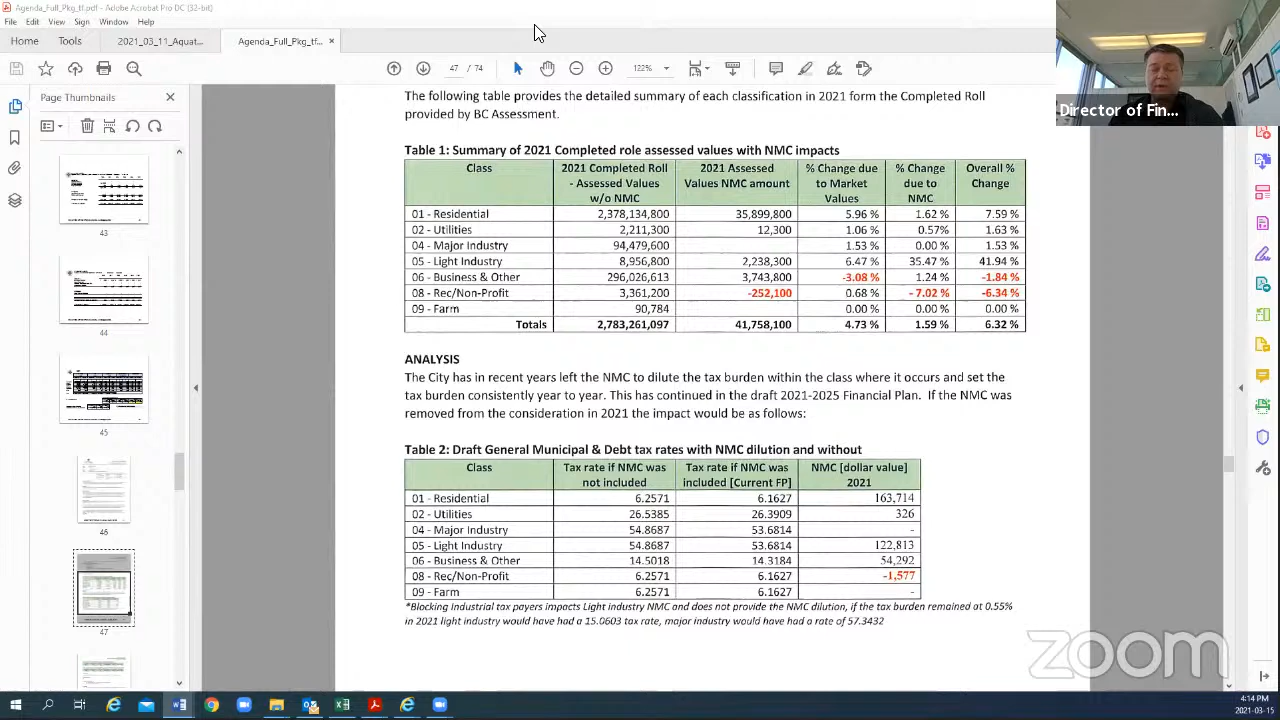 Agenda_Full_Pkg_tf.pdf - Adobe Acrobat Pro DC (32-bit)
File Edit View Sign Window Help
Home Tools 2021_03_11_Aquat... Agenda_Full_Pkg_tf... ×
47 / 74 122%
Page Thumbnails
43
44
45
46
47
The following table provides the detailed summary of each classification in 2021 form the Completed Roll
provided by BC Assessment.
Table 1: Summary of 2021 Completed role assessed values with NMC impacts
Class 2021 Completed Roll - Assessed Values w/o NMC 2021 Assessed Values NMC amount % Change due to Market Values % Change due to NMC Overall % Change
01 - Residential 2,378,134,800 35,899,800 5.96 % 1.62 % 7.59 %
02 - Utilities 2,211,300 12,300 1.06 % 0.57% 1.63 %
04 - Major Industry 94,479,600 1.53 % 0.00 % 1.53 %
05 - Light Industry 8,956,800 2,238,300 6.47 % 35.47 % 41.94 %
06 - Business & Other 296,026,613 3,743,800 -3.08 % 1.24 % -1.84 %
08 - Rec/Non-Profit 3,361,200 -252,100 0.68 % - 7.02 % -6.34 %
09 - Farm 90,784 0.00 % 0.00 % 0.00 %
Totals 2,783,261,097 41,758,100 4.73 % 1.59 % 6.32 %
ANALYSIS
The City has in recent years left the NMC to dilute the tax burden within the class where it occurs and set the
tax burden consistently year to year. This has continued in the draft 2021-2025 Financial Plan. If the NMC was
removed from the consideration in 2021 the impact would be as follows:
Table 2: Draft General Municipal & Debt tax rates with NMC dilution and without
Class Tax rate if NMC was not included Tax rate if NMC was included [Current FP] NMC [dollar value] 2021
01 - Residential 6.2571 6.1627 163,714
02 - Utilities 26.5385 26.3909 326
04 - Major Industry 54.8687 53.6814 -
05 - Light Industry 54.8687 53.6814 122,813
06 - Business & Other 14.5018 14.3184 54,292
08 - Rec/Non-Profit 6.2571 6.1627 -1,577
09 - Farm 6.2571 6.1627 -
*Blocking Industrial tax payers impacts Light industry NMC and does not provide the NMC dilution, if the tax burden remained at 0.55%
in 2021 light industry would have had a 15.0603 tax rate, major industry would have had a rate of 57.3432
Director of Fin...
zoom
4:14 PM
2021-03-15